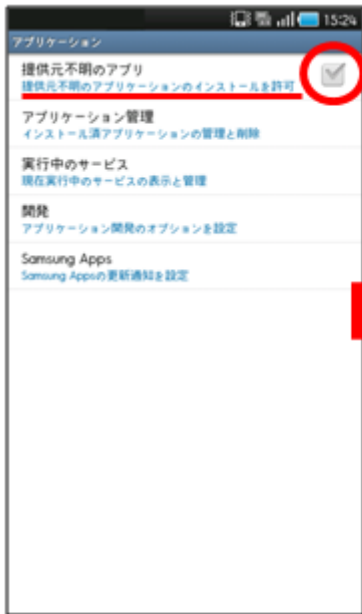 15:24
アプリケーション
提供元不明のアプリ
提供元不明のアプリケーションのインストールを許可
アプリケーション管理
インストール済アプリケーションの管理と削除
実行中のサービス
現在実行中のサービスの表示と管理
開発
アプリケーション開発のオプションを設定
Samsung Apps
Samsung Appsの更新通知を設定